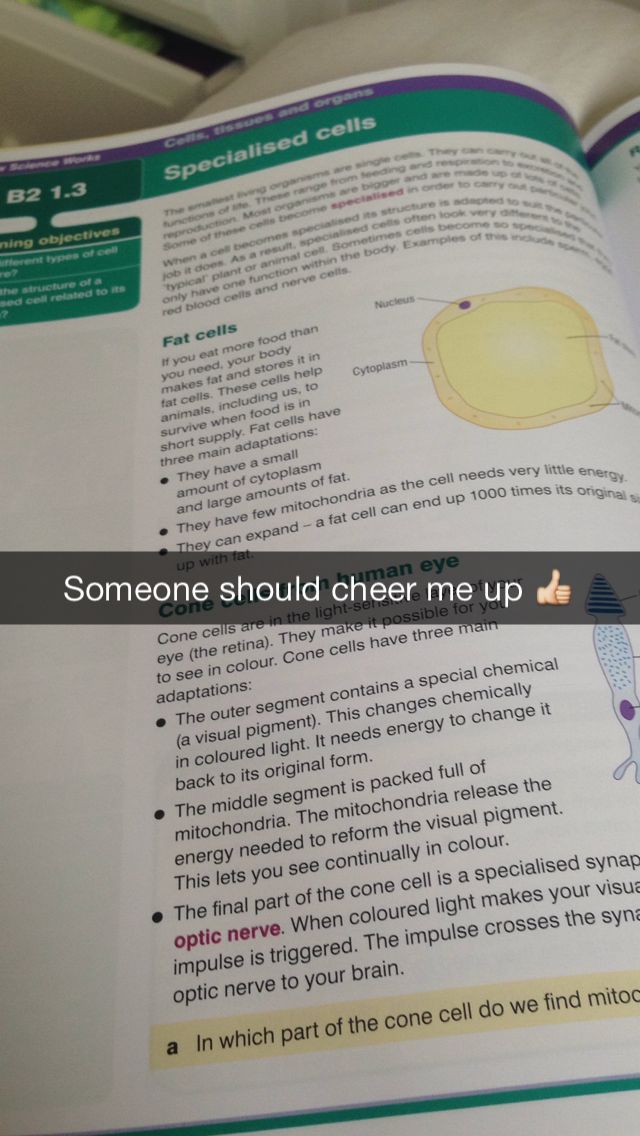 Cells, tissues and organs
Science Works
B2 1.3
ning objectives
ifferent types of cell
re?
the structure of a
sed cell related to its
?
Specialised cells
The smallest living organisms are single cells. They can carry out all of the
functions of life. These range from feeding and respiration to excretion and
reproduction. Most organisms are bigger and are made up of lots of cells.
Some of these cells become specialised in order to carry out particular
When a cell becomes specialised its structure is adapted to suit the particular
job it does. As a result, specialised cells often look very different to the
'typical' plant or animal cell. Sometimes cells become so specialised that they
only have one function within the body. Examples of this include sperm,
red blood cells and nerve cells.
Fat cells
If you eat more food than
you need, your body
makes fat and stores it in
fat cells. These cells help
animals, including us, to
survive when food is in
short supply. Fat cells have
three main adaptations:
Nucleus
Cytoplasm
• They have a small
amount of cytoplasm
and large amounts of fat.
• They have few mitochondria as the cell needs very little energy.
• They can expand – a fat cell can end up 1000 times its original
up with fat.
Someone should cheer me up 👍🏼
Cone cells from human eye
Cone cells are in the light-sensitive layer of your
eye (the retina). They make it possible for you
to see in colour. Cone cells have three main
adaptations:
• The outer segment contains a special chemical
(a visual pigment). This changes chemically
in coloured light. It needs energy to change it
back to its original form.
• The middle segment is packed full of
mitochondria. The mitochondria release the
energy needed to reform the visual pigment.
This lets you see continually in colour.
• The final part of the cone cell is a specialised synap
optic nerve. When coloured light makes your visua
impulse is triggered. The impulse crosses the syna
optic nerve to your brain.
a In which part of the cone cell do we find mitoc